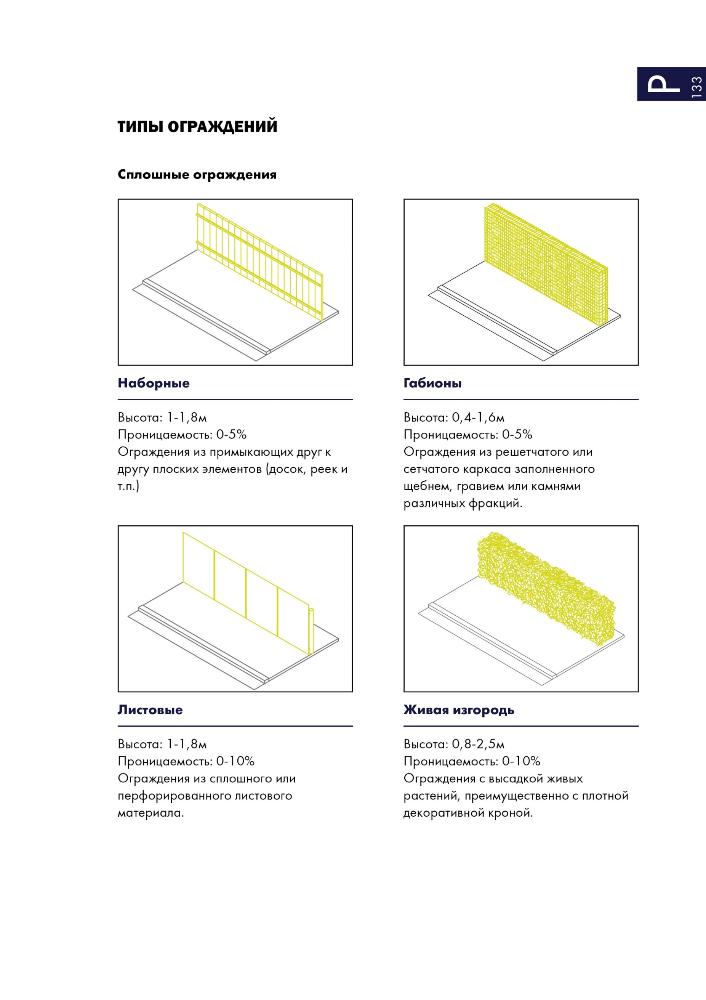 Р
133
ТИПЫ ОГРАЖДЕНИЙ
Сплошные ограждения
Наборные
Высота: 1-1,8м
Проницаемость: 0-5%
Ограждения из примыкающих друг к
другу плоских элементов (досок, реек и
т.п.)
Габионы
Высота: 0,4-1,6м
Проницаемость: 0-5%
Ограждения из решетчатого или
сетчатого каркаса заполненного
щебнем, гравием или камнями
различных фракций.
Листовые
Высота: 1-1,8м
Проницаемость: 0-10%
Ограждения из сплошного или
перфорированного листового
материала.
Живая изгородь
Высота: 0,8-2,5м
Проницаемость: 0-10%
Ограждения с высадкой живых
растений, преимущественно с плотной
декоративной кроной.